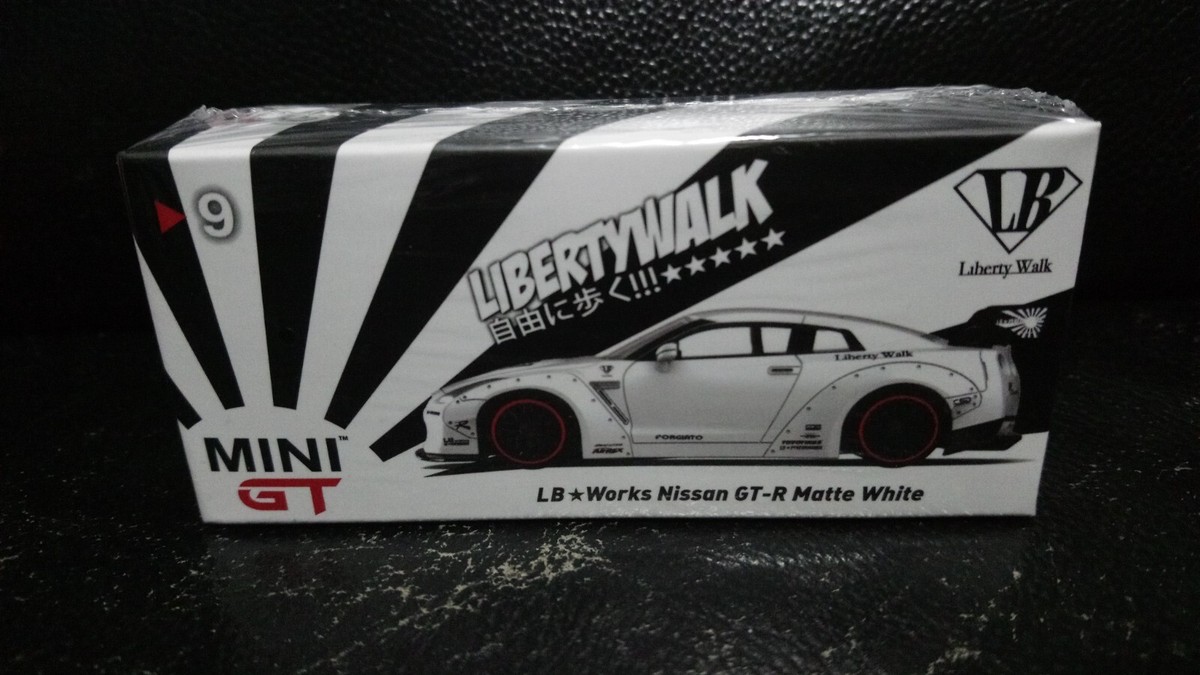 9
LIBERTYWALK
自由に歩く!!!★★★★★
LB
Liberty Walk
Liberty Walk
FORGIATO
MINI™
GT
LB★Works Nissan GT-R Matte White